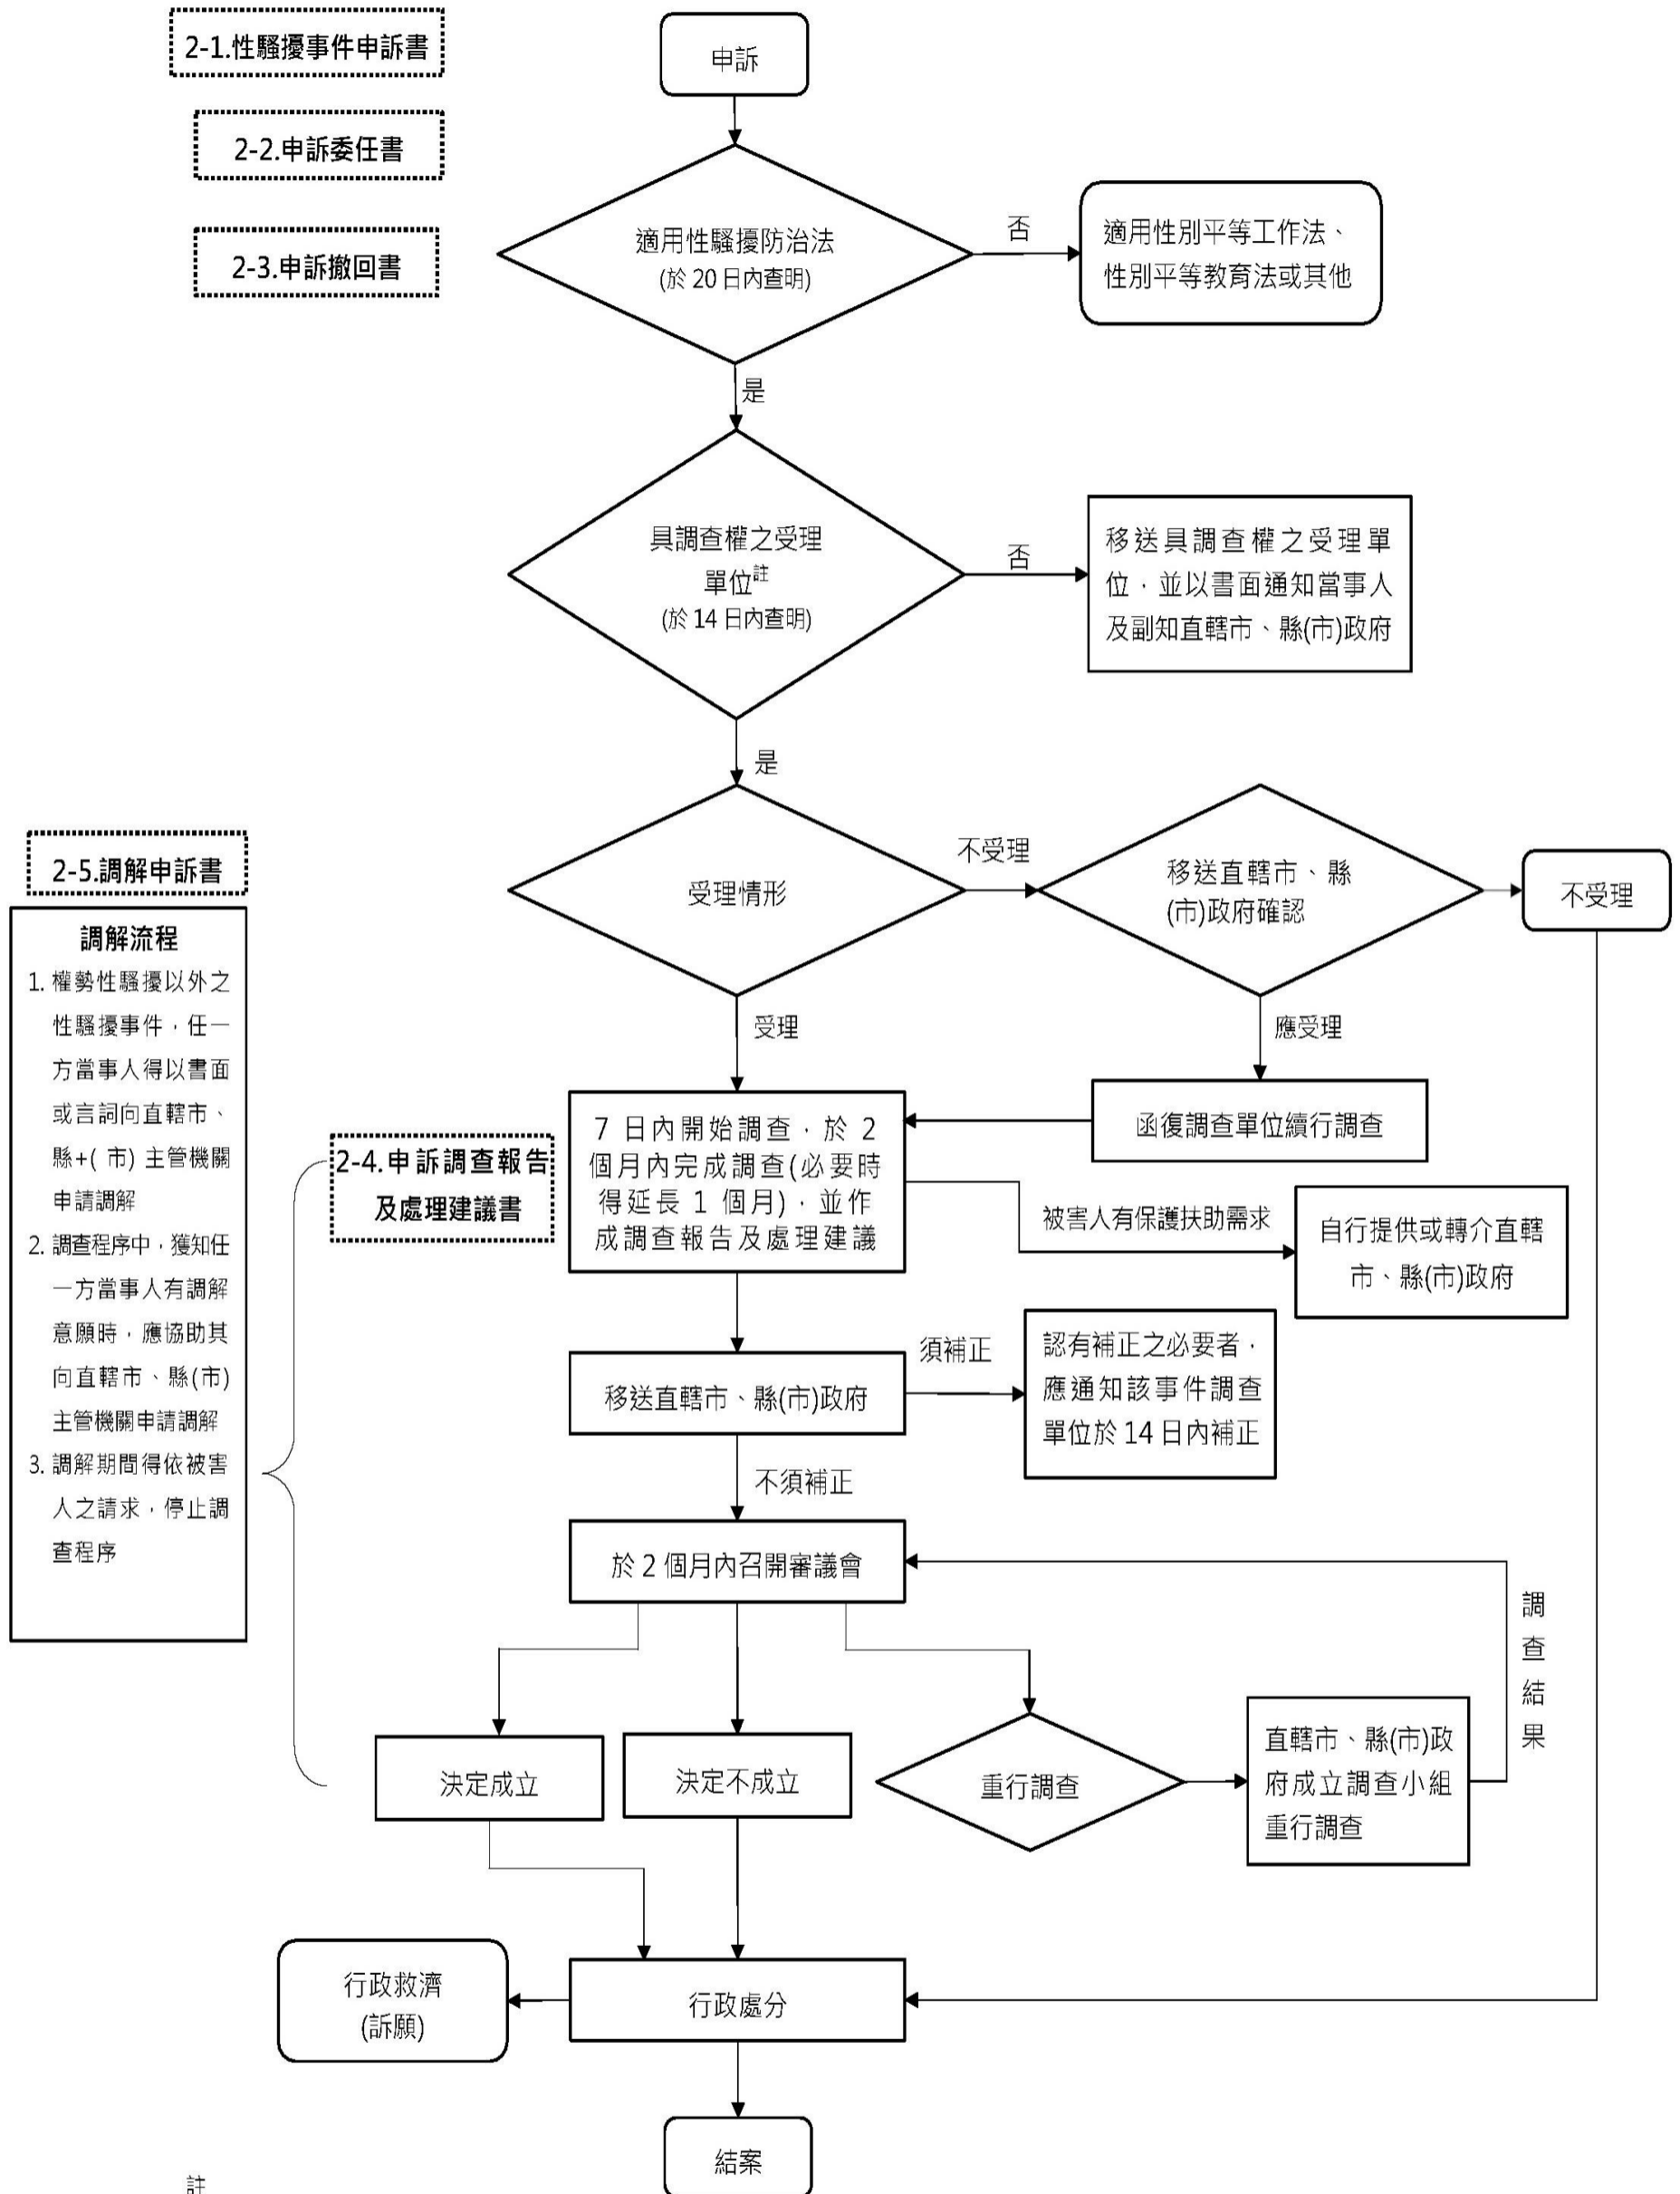 2-1.性騷擾事件申訴書
申訴
2-2.申訴委任書
2-3.申訴撤回書
適用性騷擾防治法
(於 20 日內查明)
否
適用性別平等工作法、
性別平等教育法或其他
是
具調查權之受理
單位註
(於 14 日內查明)
否
移送具調查權之受理單
位，並以書面通知當事人
及副知直轄市、縣(市)政府
是
受理情形
不受理
移送直轄市、縣
(市)政府確認
不受理
受理
應受理
函復調查單位續行調查
2-5.調解申訴書
調解流程
1. 權勢性騷擾以外之
性騷擾事件，任一
方當事人得以書面
或言詞向直轄市、
縣+( 市) 主管機關
申請調解
2. 調查程序中，獲知任
一方當事人有調解
意願時，應協助其
向直轄市、縣(市)
主管機關申請調解
3. 調解期間得依被害
人之請求，停止調
查程序
2-4.申訴調查報告
及處理建議書
7 日內開始調查，於 2
個月內完成調查(必要時
得延長 1 個月)，並作
成調查報告及處理建議
被害人有保護扶助需求
自行提供或轉介直轄
市、縣(市)政府
移送直轄市、縣(市)政府
須補正
認有補正之必要者，
應通知該事件調查
單位於 14 日內補正
不須補正
於 2 個月內召開審議會
調
查
結
果
決定成立
決定不成立
重行調查
直轄市、縣(市)政
府成立調查小組
重行調查
行政救濟
(訴願)
行政處分
結案
註